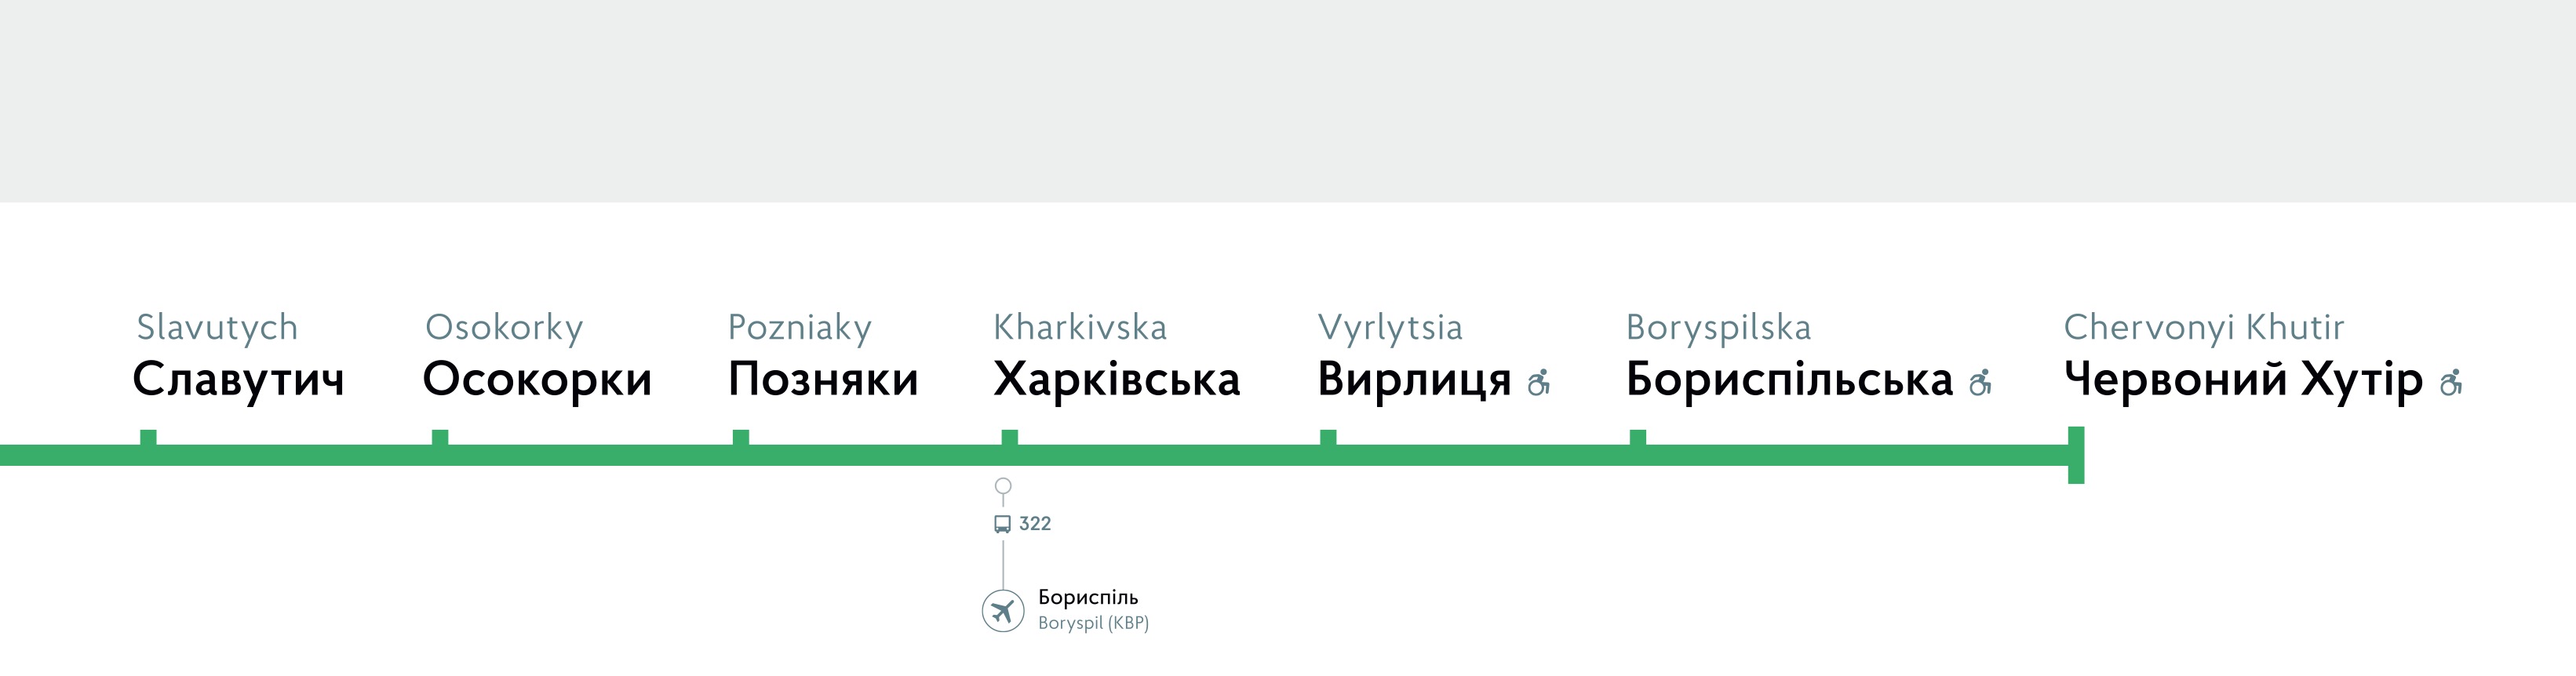 Slavutych
Славутич
Osokorky
Осокорки
Pozniaky
Позняки
Kharkivska
Харківська
Vyrlytsia
Вирлиця
Boryspilska
Бориспільська
Chervonyi Khutir
Червоний Хутір
322
Бориспіль
Boryspil (KBP)